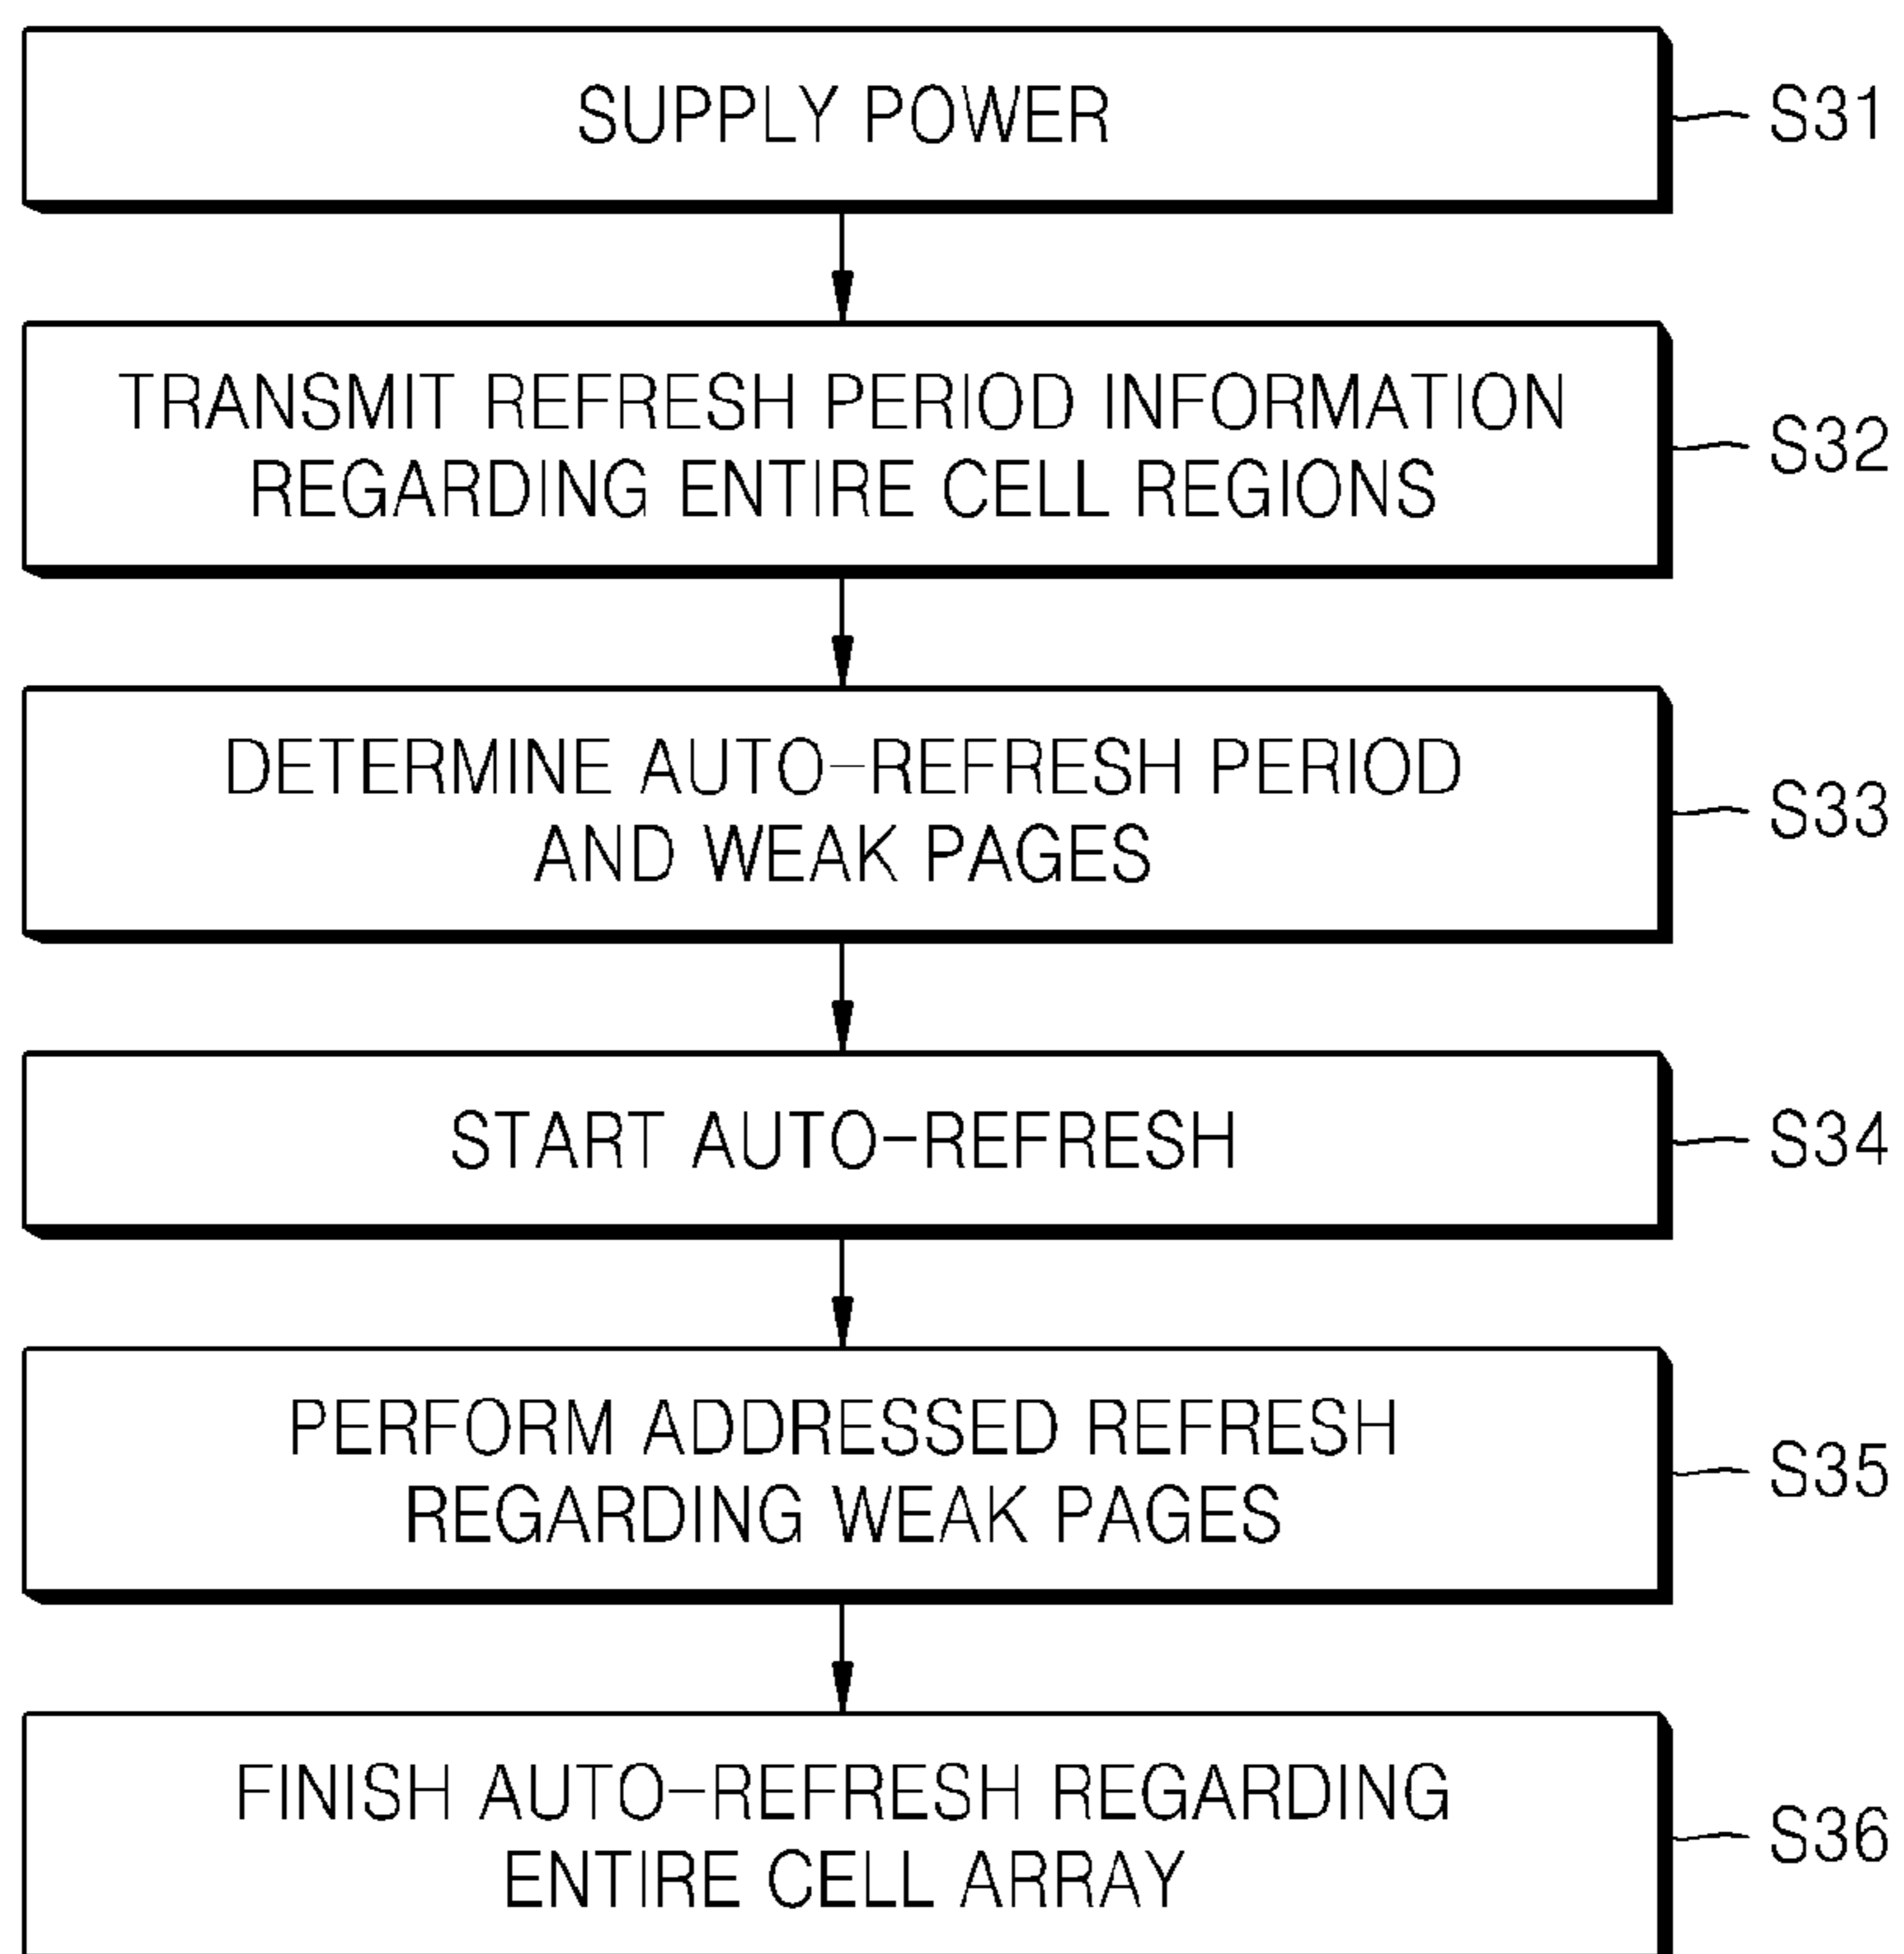 SUPPLY POWER
S31
TRANSMIT REFRESH PERIOD INFORMATION
REGARDING ENTIRE CELL REGIONS
S32
DETERMINE AUTO-REFRESH PERIOD
AND WEAK PAGES
S33
START AUTO-REFRESH
S34
PERFORM ADDRESSED REFRESH
REGARDING WEAK PAGES
S35
FINISH AUTO-REFRESH REGARDING
ENTIRE CELL ARRAY
S36